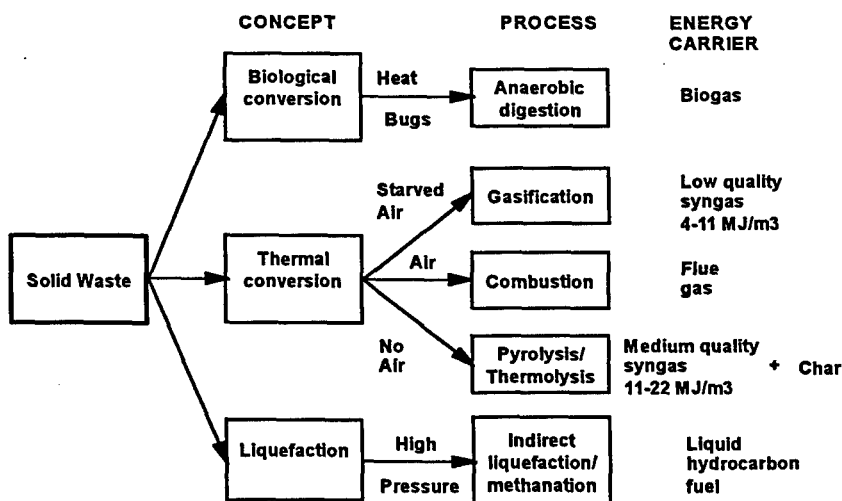 CONCEPT PROCESS ENERGY
CARRIER
Biological
conversion
Heat
Bugs
Anaerobic
digestion
Biogas
Starved
Air
Gasification
Low quality
syngas
4-11 MJ/m3
Solid Waste
Thermal
conversion
Air
Combustion
Flue
gas
No
Air
Pyrolysis/
Thermolysis
Medium quality
syngas
11-22 MJ/m3
+ Char
Liquefaction
High
Pressure
Indirect
liquefaction/
methanation
Liquid
hydrocarbon
fuel